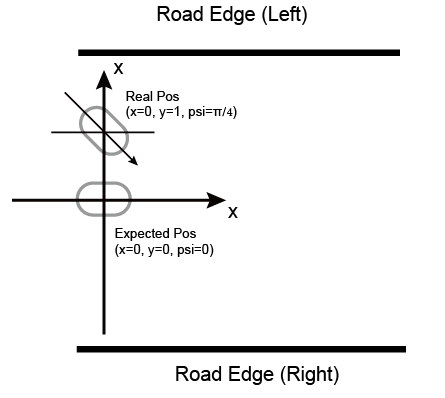 Road Edge (Left)
X
Real Pos
(x=0, y=1, psi=π/4)
X
Expected Pos
(x=0, y=0, psi=0)
Road Edge (Right)